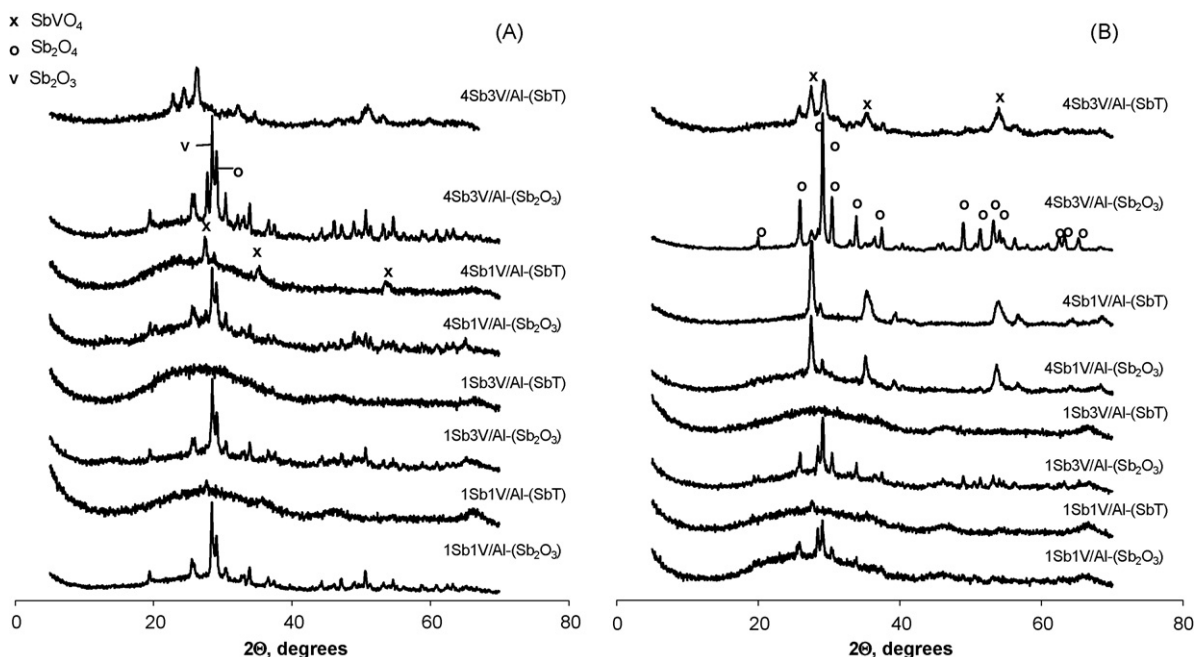 x SbVO₄
o Sb₂O₄
v Sb₂O₃
(A)
4Sb3V/Al-(SbT)
v
o
4Sb3V/Al-(Sb₂O₃)
x
x
x
4Sb1V/Al-(SbT)
4Sb1V/Al-(Sb₂O₃)
1Sb3V/Al-(SbT)
1Sb3V/Al-(Sb₂O₃)
1Sb1V/Al-(SbT)
1Sb1V/Al-(Sb₂O₃)
0 20 40 60 80
2Θ, degrees
(B)
x
x
x
4Sb3V/Al-(SbT)
o
o
o o
4Sb3V/Al-(Sb₂O₃)
o o o o o o
o o o o
4Sb1V/Al-(SbT)
4Sb1V/Al-(Sb₂O₃)
1Sb3V/Al-(SbT)
1Sb3V/Al-(Sb₂O₃)
1Sb1V/Al-(SbT)
1Sb1V/Al-(Sb₂O₃)
0 20 40 60 80
2Θ, degrees